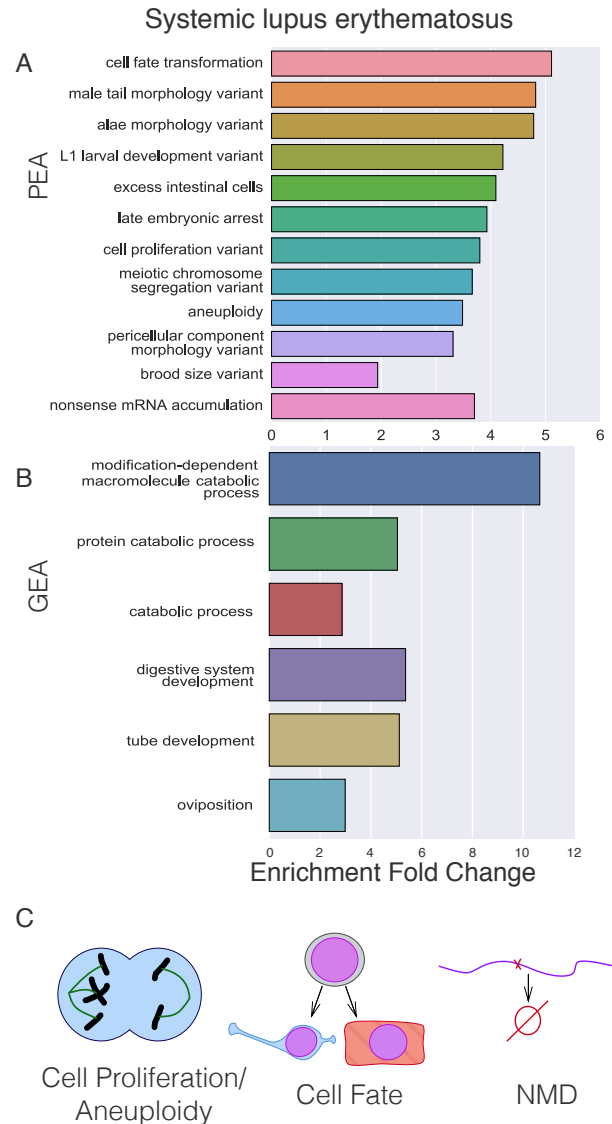 Systemic lupus erythematosus
A
PEA
cell fate transformation
male tail morphology variant
alae morphology variant
L1 larval development variant
excess intestinal cells
late embryonic arrest
cell proliferation variant
meiotic chromosome
segregation variant
aneuploidy
pericellular component
morphology variant
brood size variant
nonsense mRNA accumulation
0 1 2 3 4 5 6
B
GEA
modification-dependent
macromolecule catabolic
process
protein catabolic process
catabolic process
digestive system
development
tube development
oviposition
0 2 4 6 8 10 12
Enrichment Fold Change
C
Cell Proliferation/
Aneuploidy
Cell Fate
NMD